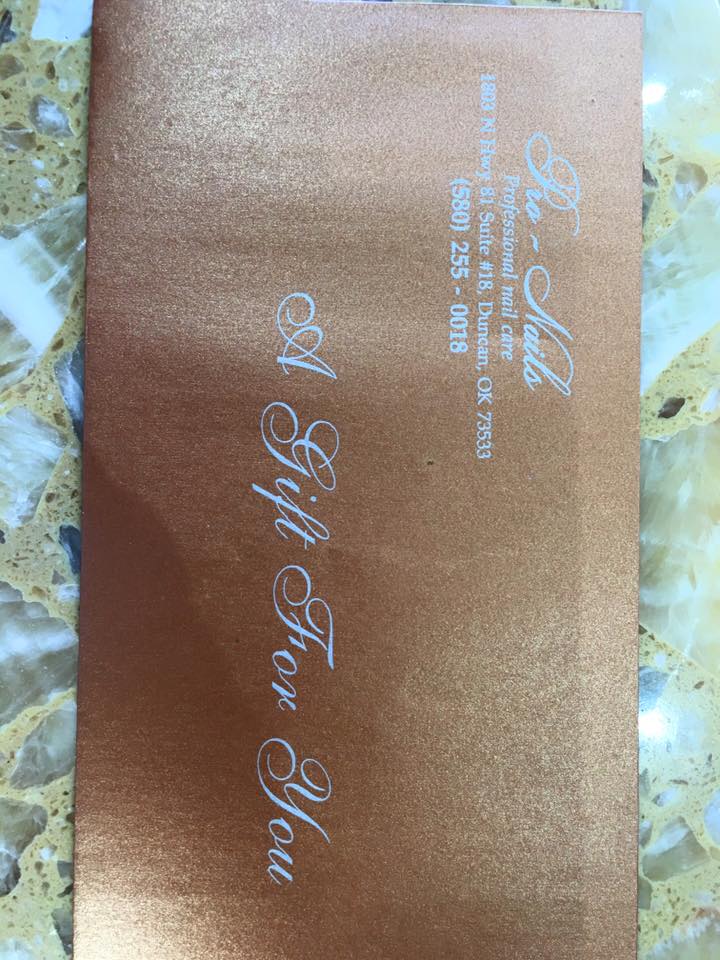 Pro - Nails
Professional nail care
1803 N Hwy. 81 Suite #18, Duncan, OK 73533
(580) 255 - 0018
A Gift For You